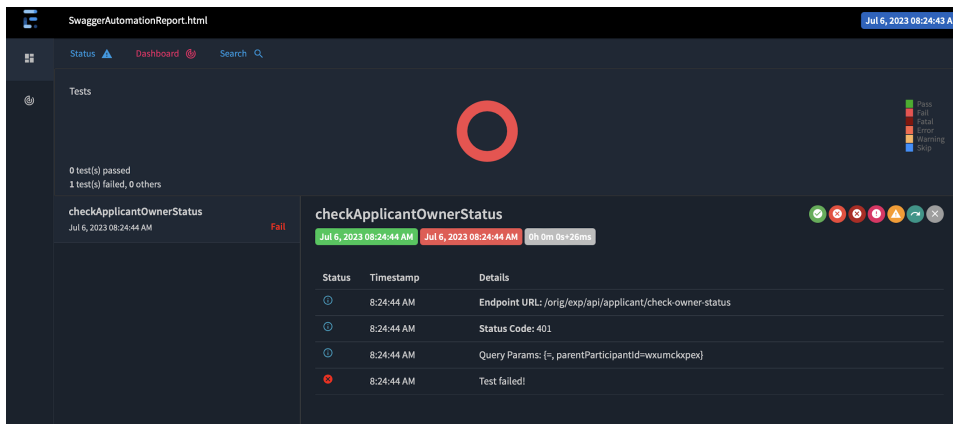 SwaggerAutomationReport.html
Jul 6, 2023 08:24:43 A
Status Dashboard Search
Tests
Pass
Fail
Fatal
Error
Warning
Skip
0 test(s) passed
1 test(s) failed, 0 others
checkApplicantOwnerStatus
Jul 6, 2023 08:24:44 AM Fail
checkApplicantOwnerStatus
Jul 6, 2023 08:24:44 AM Jul 6, 2023 08:24:44 AM 0h 0m 0s+26ms
Status Timestamp Details
8:24:44 AM Endpoint URL: /orig/exp/api/applicant/check-owner-status
8:24:44 AM Status Code: 401
8:24:44 AM Query Params: {=, parentParticipantId=wxumckxpex}
8:24:44 AM Test failed!